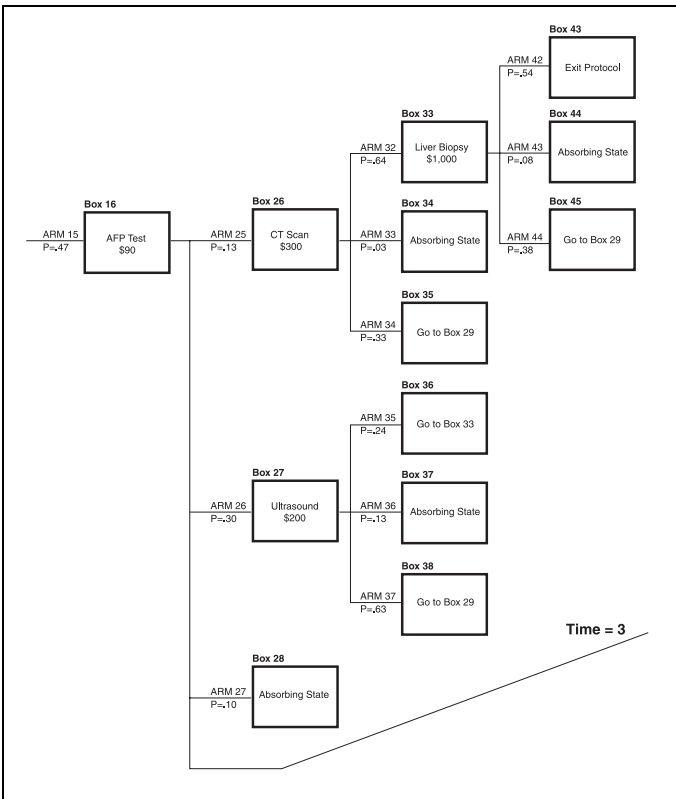 Box 43
ARM 42
P=.54
Exit Protocol
Box 33
Box 44
ARM 32
P=.64
Liver Biopsy
$1,000
ARM 43
P=.08
Absorbing State
Box 16
Box 26
Box 34
Box 45
ARM 15
P=.47
AFP Test
$90
ARM 25
P=.13
CT Scan
$300
ARM 33
P=.03
Absorbing State
ARM 44
P=.38
Go to Box 29
Box 35
ARM 34
P=.33
Go to Box 29
Box 36
ARM 35
P=.24
Go to Box 33
Box 27
Box 37
ARM 26
P=.30
Ultrasound
$200
ARM 36
P=.13
Absorbing State
Box 38
ARM 37
P=.63
Go to Box 29
Time = 3
Box 28
ARM 27
P=.10
Absorbing State